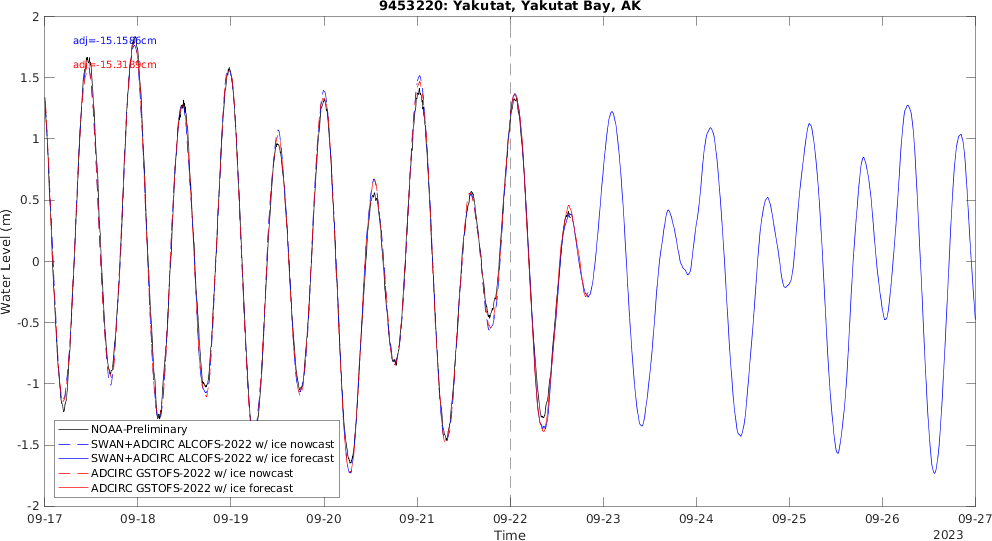 9453220: Yakutat, Yakutat Bay, AK
adj=-15.1586cm
adj=-15.3189cm
Water Level (m)
2
1.5
1
0.5
0
-0.5
-1
-1.5
-2
NOAA-Preliminary
SWAN+ADCIRC ALCOFS-2022 w/ ice nowcast
SWAN+ADCIRC ALCOFS-2022 w/ ice forecast
ADCIRC GSTOFS-2022 w/ ice nowcast
ADCIRC GSTOFS-2022 w/ ice forecast
09-17 09-18 09-19 09-20 09-21 09-22 09-23 09-24 09-25 09-26 09-27
Time
2023